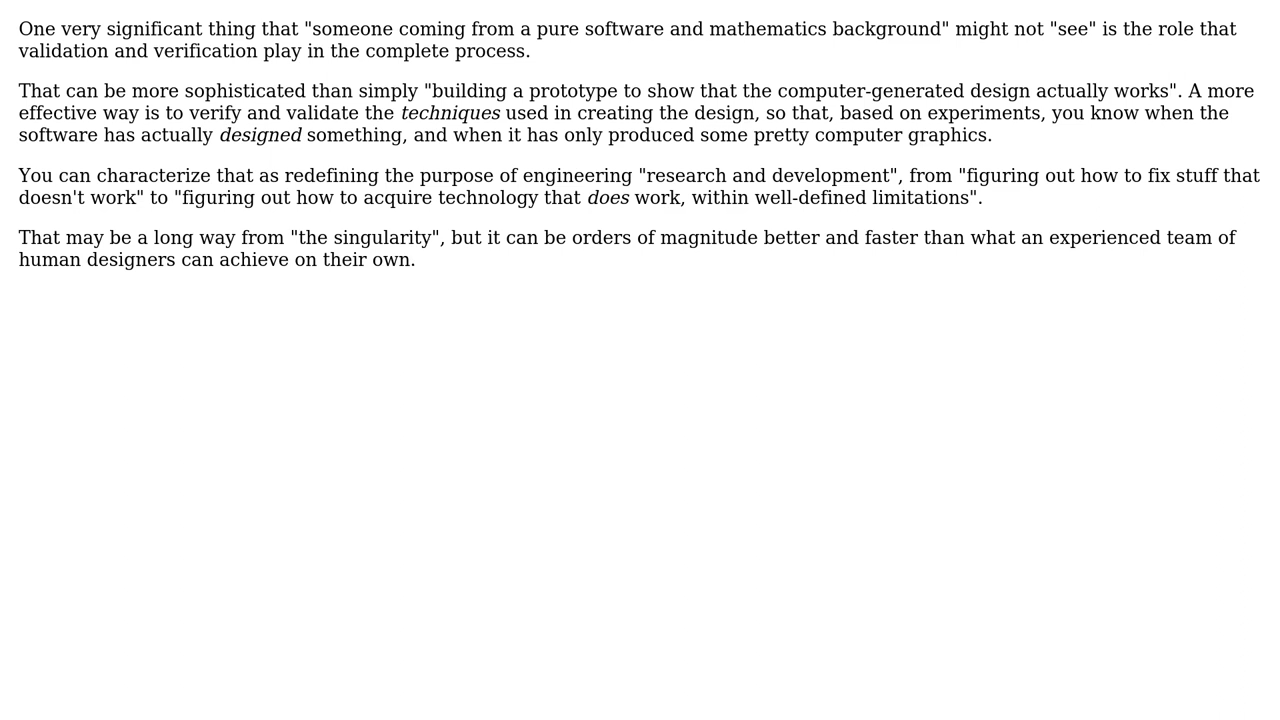 One very significant thing that "someone coming from a pure software and mathematics background" might not "see" is the role that
validation and verification play in the complete process.
That can be more sophisticated than simply "building a prototype to show that the computer-generated design actually works". A more
effective way is to verify and validate the techniques used in creating the design, so that, based on experiments, you know when the
software has actually designed something, and when it has only produced some pretty computer graphics.
You can characterize that as redefining the purpose of engineering "research and development", from "figuring out how to fix stuff that
doesn't work" to "figuring out how to acquire technology that does work, within well-defined limitations".
That may be a long way from "the singularity", but it can be orders of magnitude better and faster than what an experienced team of
human designers can achieve on their own.